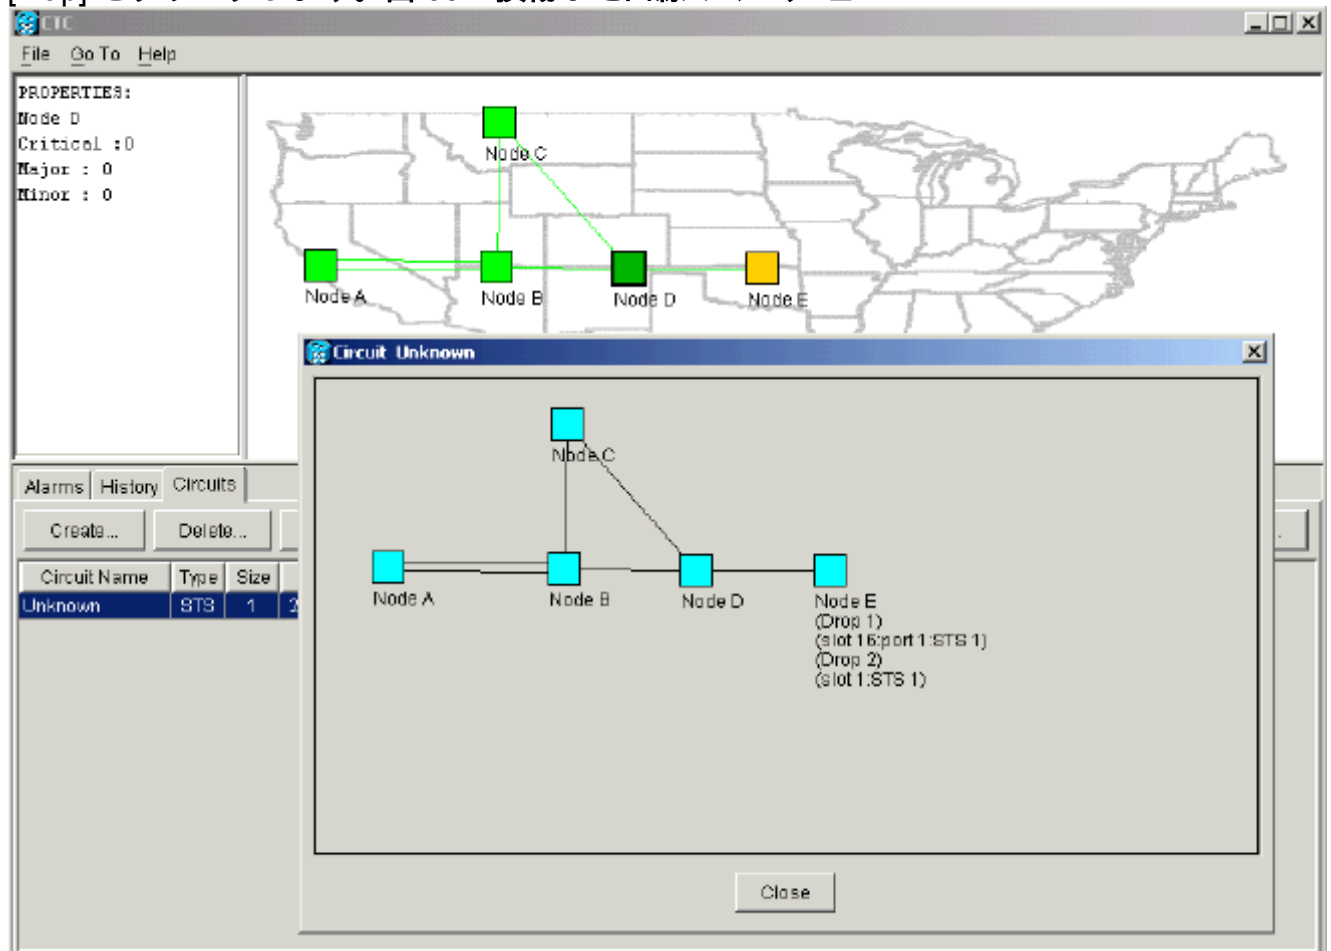 CTC
File Go To Help
PROPERTIES:
Node D
Critical :0
Major : 0
Minor : 0
Node C
Node A
Node B
Node D
Node E
Circuit Unknown
Node C
Node A
Node B
Node D
Node E
(Drop 1)
(slot 16:port 1:STS 1)
(Drop 2)
(slot 1:STS 1)
Close
Alarms History Circuits
Create... Delete...
Circuit Name Type Size
Unknown STS 1 2